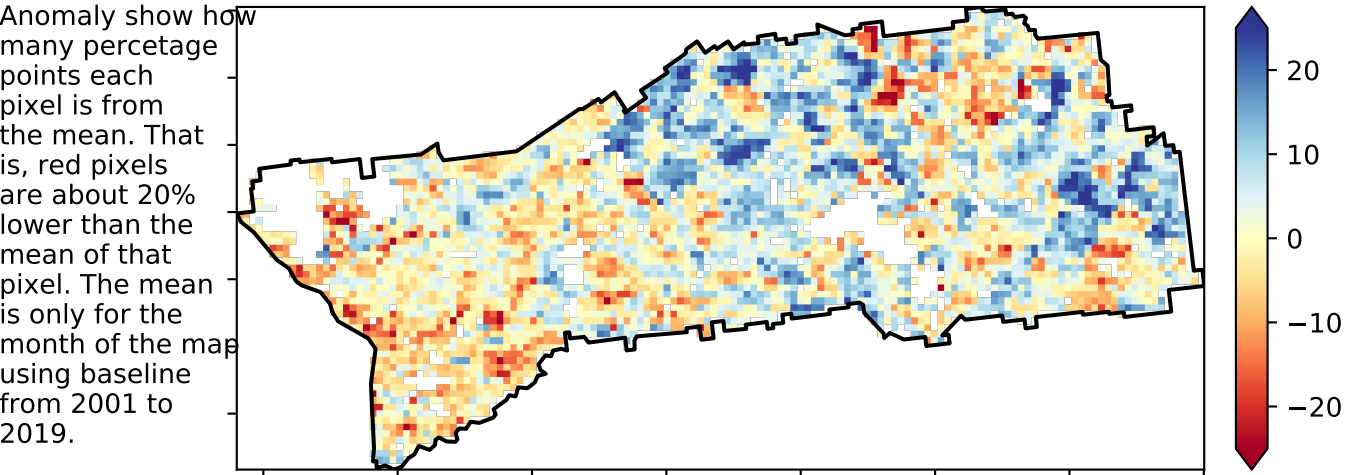 Anomaly show how
many percetage
points each
pixel is from
the mean. That
is, red pixels
are about 20%
lower than the
mean of that
pixel. The mean
is only for the
month of the map
using baseline
from 2001 to
2019.
20
10
0
−10
−20